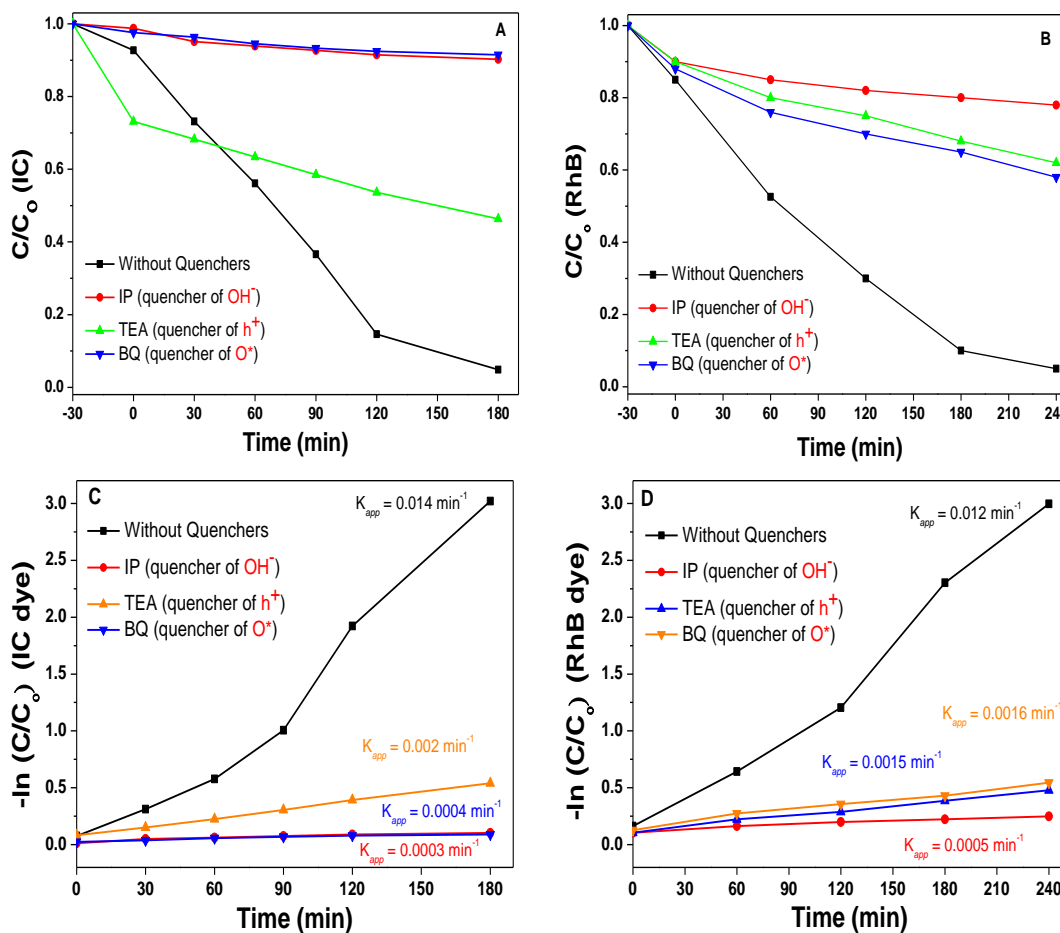 A
C/Co (IC)
1.0
0.8
0.6
0.4
0.2
0.0
Without Quenchers
IP (quencher of OH-)
TEA (quencher of h+)
BQ (quencher of O*)
-30 0 30 60 90 120 150 180
Time (min)
B
C/Co (RhB)
1.0
0.8
0.6
0.4
0.2
0.0
Without Quenchers
IP (quencher of OH-)
TEA (quencher of h+)
BQ (quencher of O*)
-30 0 30 60 90 120 150 180 210 24
Time (min)
C
-ln (C/Co) (IC dye)
3.0
2.5
2.0
1.5
1.0
0.5
0.0
Kapp = 0.014 min-1
Without Quenchers
IP (quencher of OH-)
TEA (quencher of h+)
BQ (quencher of O*)
Kapp = 0.002 min-1
Kapp = 0.0004 min-1
Kapp = 0.0003 min-1
0 30 60 90 120 150 180
Time (min)
D
-ln (C/Co) (RhB dye)
3.0
2.5
2.0
1.5
1.0
0.5
0.0
Kapp = 0.012 min-1
Without Quenchers
IP (quencher of OH-)
TEA (quencher of h+)
BQ (quencher of O*)
Kapp = 0.0016 min-1
Kapp = 0.0015 min-1
Kapp = 0.0005 min-1
0 30 60 90 120 150 180 210 240
Time (min)